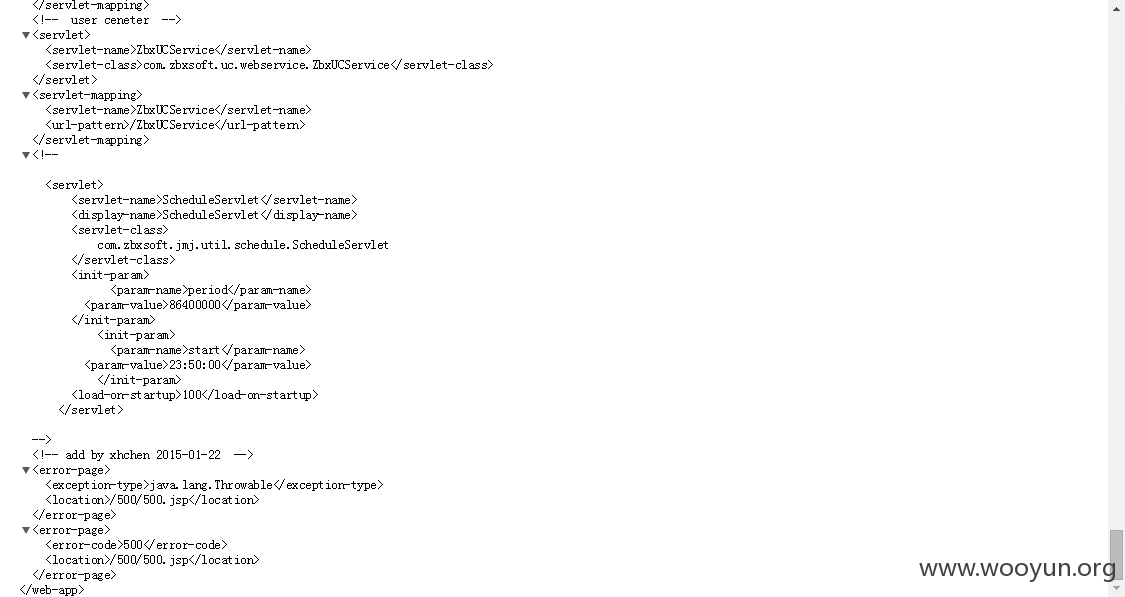 </servlet-mapping>
<!-- user ceneter -->
▼<servlet>
<servlet-name>ZbxUCService</servlet-name>
<servlet-class>com.zbxsoft.uc.webservice.ZbxUCService</servlet-class>
</servlet>
▼<servlet-mapping>
<servlet-name>ZbxUCService</servlet-name>
<url-pattern>/ZbxUCService</url-pattern>
</servlet-mapping>
▼<!--
<servlet>
<servlet-name>ScheduleServlet</servlet-name>
<display-name>ScheduleServlet</display-name>
<servlet-class>
com.zbxsoft.jmj.util.schedule.ScheduleServlet
</servlet-class>
<init-param>
<param-name>period</param-name>
<param-value>86400000</param-value>
</init-param>
<init-param>
<param-name>start</param-name>
<param-value>23:50:00</param-value>
</init-param>
<load-on-startup>100</load-on-startup>
</servlet>
-->
<!-- add by xhchen 2015-01-22 -->
▼<error-page>
<exception-type>java.lang.Throwable</exception-type>
<location>/500/500.jsp</location>
</error-page>
▼<error-page>
<error-code>500</error-code>
<location>/500/500.jsp</location>
</error-page>
</web-app>
www.wooyun.org